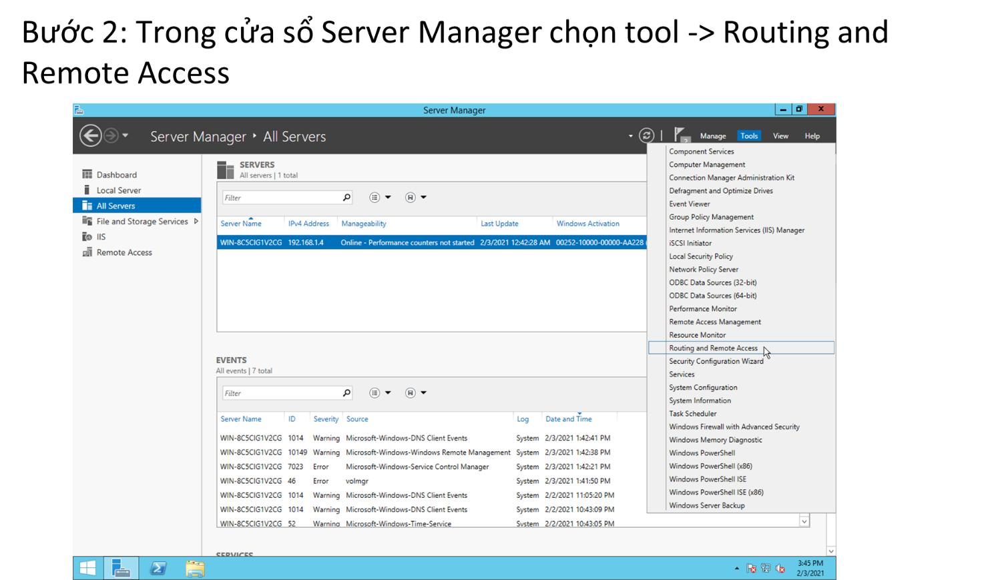 Bước 2: Trong cửa sổ Server Manager chọn tool -> Routing and
Remote Access
Server Manager
Server Manager ‣ All Servers
2
Manage Tools View Help
Dashboard
Local Server
All Servers
File and Storage Services
IIS
Remote Access
SERVERS
All servers | 1 total
Filter
Server Name IPv4 Address Manageability Last Update Windows Activation
WIN-8C5CIG1V2CG 192.168.1.4 Online - Performance counters not started 2/3/2021 12:42:28 AM 00252-10000-00000-AA228
EVENTS
All events | 7 total
Filter
Server Name ID Severity Source Log Date and Time
WIN-8C5CIG1V2CG 1014 Warning Microsoft-Windows-DNS Client Events System 2/3/2021 1:42:41 PM
WIN-8C5CIG1V2CG 10149 Warning Microsoft-Windows-Windows Remote Management System 2/3/2021 1:42:38 PM
WIN-8C5CIG1V2CG 7023 Error Microsoft-Windows-Service Control Manager System 2/3/2021 1:42:21 PM
WIN-8C5CIG1V2CG 46 Error volmgr System 2/3/2021 1:41:50 PM
WIN-8C5CIG1V2CG 1014 Warning Microsoft-Windows-DNS Client Events System 2/2/2021 11:05:20 PM
WIN-8C5CIG1V2CG 1014 Warning Microsoft-Windows-DNS Client Events System 2/2/2021 10:43:09 PM
WIN-8C5CIG1V2CG 52 Warning Microsoft-Windows-Time-Service System 2/2/2021 10:43:05 PM
SERVICES
Component Services
Computer Management
Connection Manager Administration Kit
Defragment and Optimize Drives
Event Viewer
Group Policy Management
Internet Information Services (IIS) Manager
iSCSI Initiator
Local Security Policy
Network Policy Server
ODBC Data Sources (32-bit)
ODBC Data Sources (64-bit)
Performance Monitor
Remote Access Management
Resource Monitor
Routing and Remote Access
Security Configuration Wizard
Services
System Configuration
System Information
Task Scheduler
Windows Firewall with Advanced Security
Windows Memory Diagnostic
Windows PowerShell
Windows PowerShell (x86)
Windows PowerShell ISE
Windows PowerShell ISE (x86)
Windows Server Backup
3:45 PM
2/3/2021